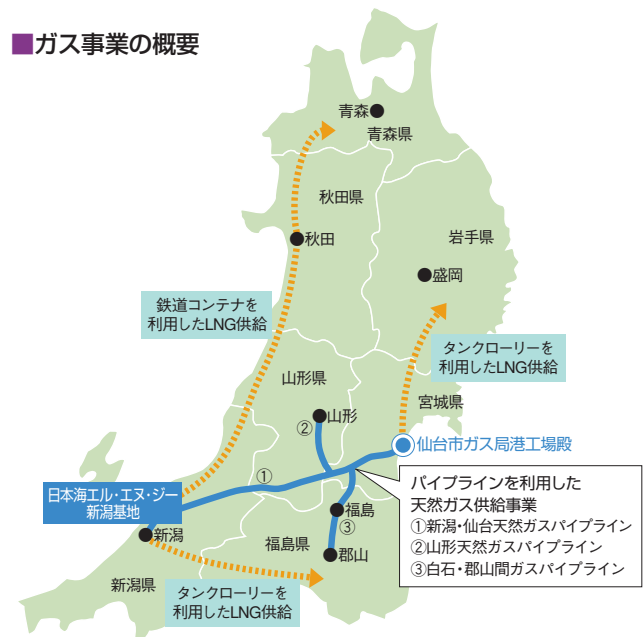 ■ガス事業の概要
青森
青森県
秋田県
秋田
岩手県
盛岡
鉄道コンテナを
利用したLNG供給
タンクローリーを
利用したLNG供給
山形県
宮城県
山形
②
仙台市ガス局港工場殿
①
パイプラインを利用した
天然ガス供給事業
①新潟・仙台天然ガスパイプライン
②山形天然ガスパイプライン
③白石・郡山間ガスパイプライン
日本海エル・エヌ・ジー
新潟基地
福島
③
新潟
福島県
郡山
新潟県
タンクローリーを
利用したLNG供給